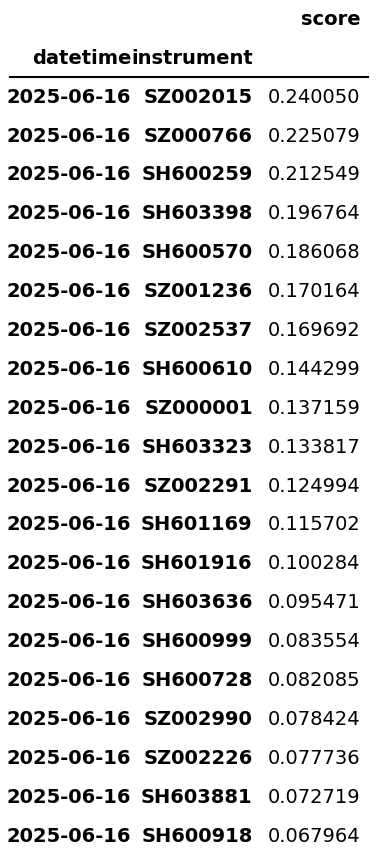 score
datetime instrument
2025-06-16 SZ002015 0.240050
2025-06-16 SZ000766 0.225079
2025-06-16 SH600259 0.212549
2025-06-16 SH603398 0.196764
2025-06-16 SH600570 0.186068
2025-06-16 SZ001236 0.170164
2025-06-16 SZ002537 0.169692
2025-06-16 SH600610 0.144299
2025-06-16 SZ000001 0.137159
2025-06-16 SH603323 0.133817
2025-06-16 SZ002291 0.124994
2025-06-16 SH601169 0.115702
2025-06-16 SH601916 0.100284
2025-06-16 SH603636 0.095471
2025-06-16 SH600999 0.083554
2025-06-16 SH600728 0.082085
2025-06-16 SZ002990 0.078424
2025-06-16 SZ002226 0.077736
2025-06-16 SH603881 0.072719
2025-06-16 SH600918 0.067964